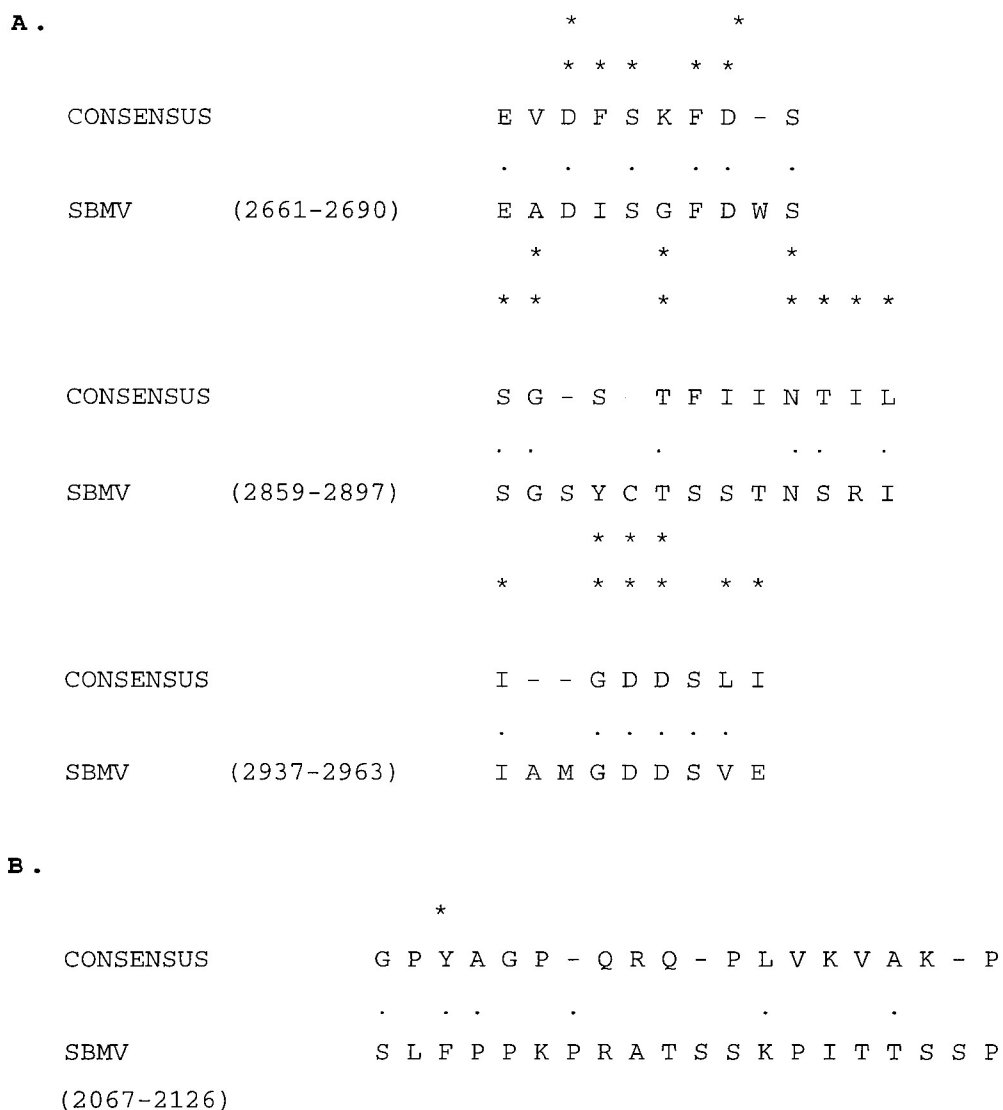 A.
* *
* * * * *
CONSENSUS E V D F S K F D - S
. . . . . .
SBMV (2661-2690) E A D I S G F D W S
* * *
* * * * * * *
CONSENSUS S G - S T F I I N T I L
. . . . . .
SBMV (2859-2897) S G S Y C T S S T N S R I
* * *
* * * * * *
CONSENSUS I - - G D D S L I
. . . . . .
SBMV (2937-2963) I A M G D D S V E
B.
*
CONSENSUS G P Y A G P - Q R Q - P L V K V A K - P
. . . . . .
SBMV S L F P P K P R A T S S K P I T T S S P
(2067-2126)